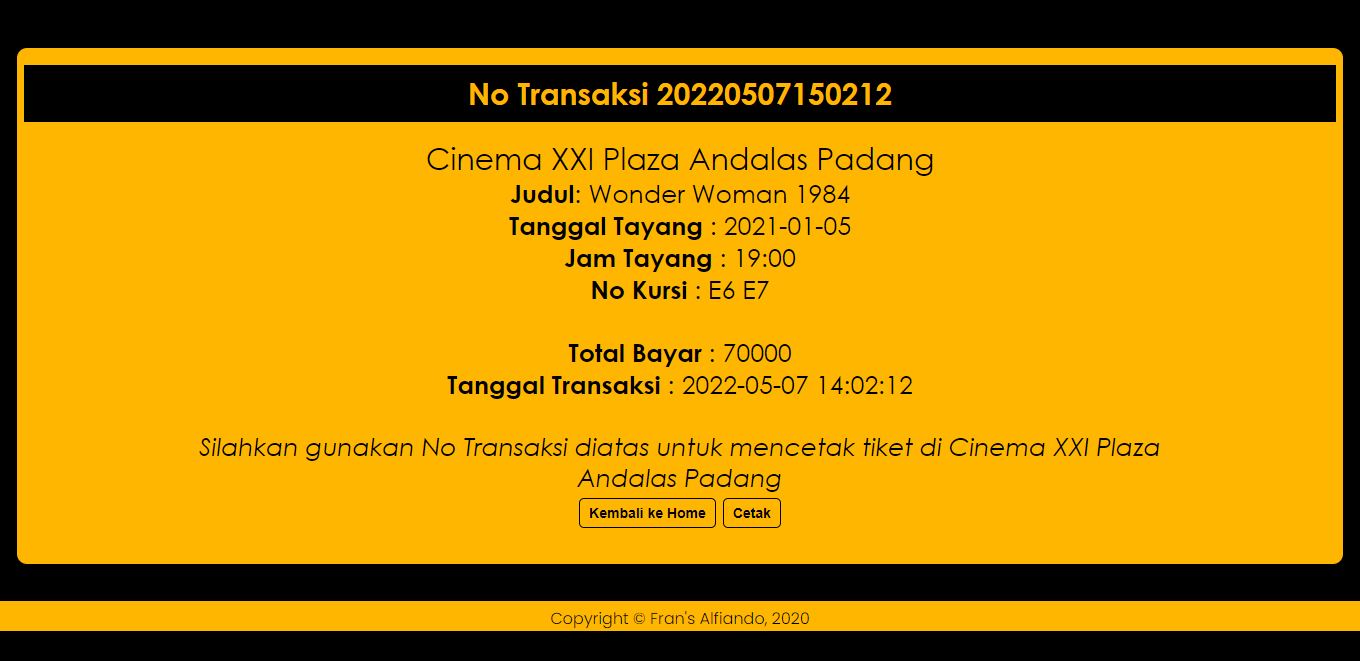 No Transaksi 20220507150212
Cinema XXI Plaza Andalas Padang
Judul: Wonder Woman 1984
Tanggal Tayang : 2021-01-05
Jam Tayang : 19:00
No Kursi : E6 E7
Total Bayar : 70000
Tanggal Transaksi : 2022-05-07 14:02:12
Silahkan gunakan No Transaksi diatas untuk mencetak tiket di Cinema XXI Plaza
Andalas Padang
Kembali ke Home Cetak
Copyright © Fran's Alfiando, 2020